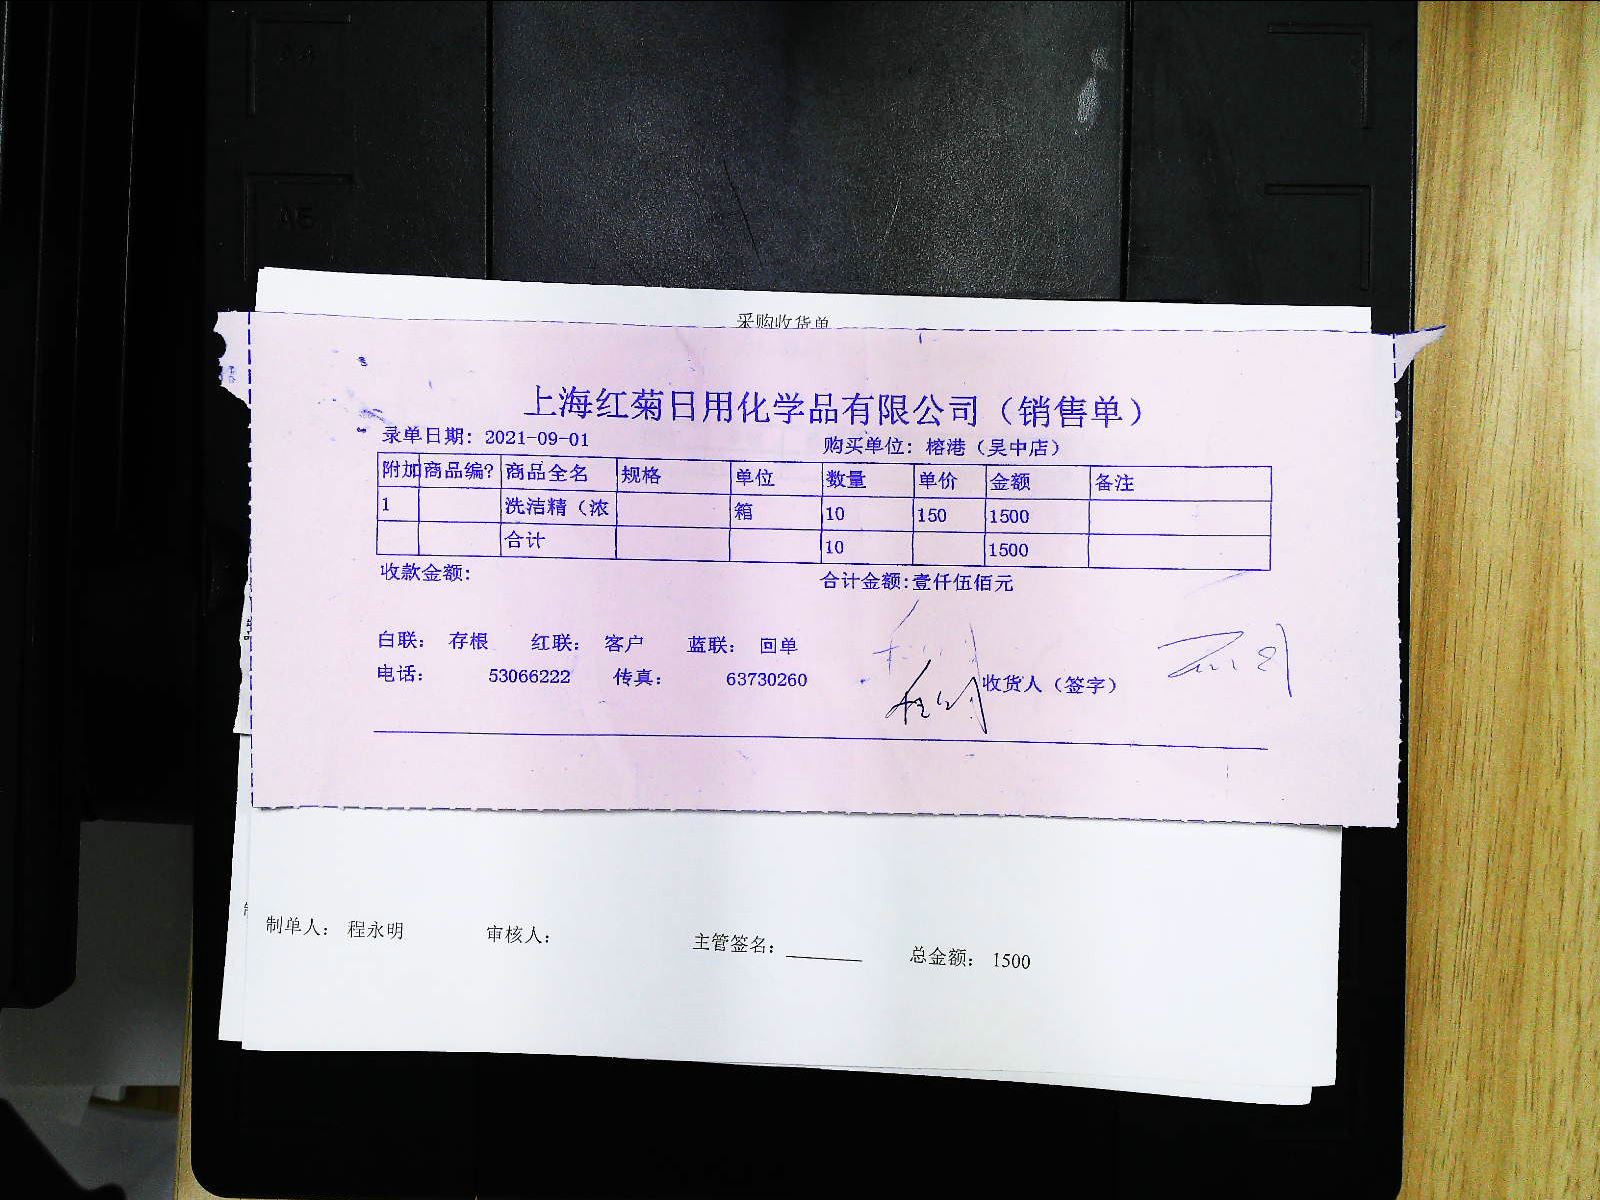 采购收货单
上海红菊日用化学品有限公司（销售单）
录单日期: 2021-09-01 购买单位: 榕港（吴中店）
附加 商品编? 商品全名 规格 单位 数量 单价 金额 备注
1 洗洁精（浓 箱 10 150 1500
合计 10 1500
收款金额: 合计金额:壹仟伍佰元
白联: 存根 红联: 客户 蓝联: 回单
电话: 53066222 传真: 63730260 收货人（签字）
制单人: 程永明 审核人: 主管签名: 总金额: 1500